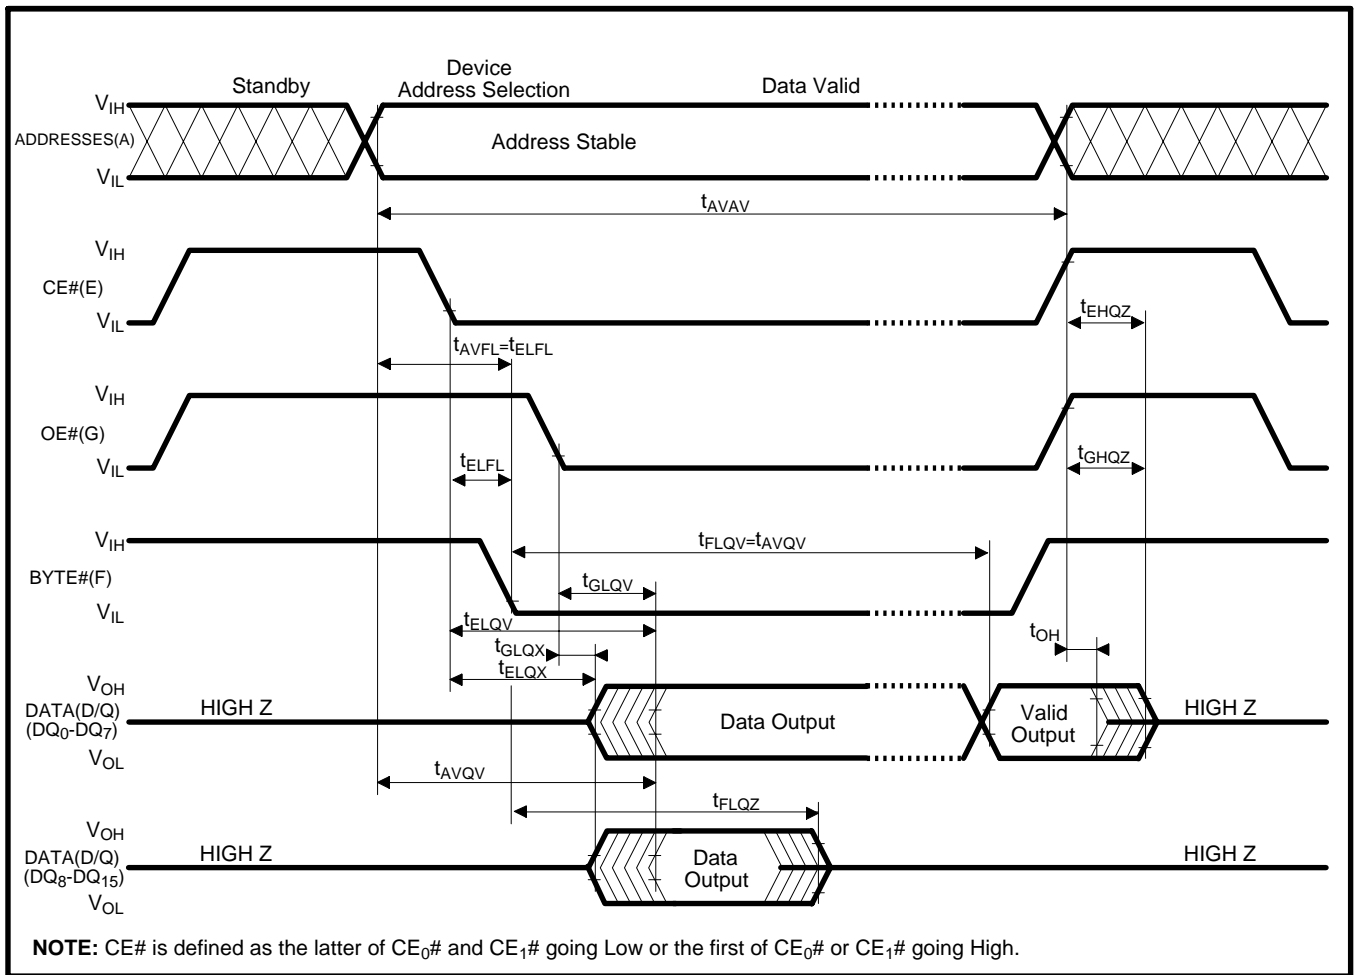 Standby
Device
Address Selection
Data Valid
VIH
ADDRESSES(A)
Address Stable
VIL
tAVAV
VIH
CE#(E)
VIL
tEHQZ
tAVFL=tELFL
VIH
OE#(G)
VIL
tELFL
tGHQZ
VIH
tFLQV=tAVQV
BYTE#(F)
tGLQV
VIL
tELQV
tOH
tGLQX
tELQX
VOH
DATA(D/Q)
(DQ0-DQ7)
VOL
HIGH Z
Data Output
Valid
Output
HIGH Z
tAVQV
tFLQZ
VOH
DATA(D/Q)
(DQ8-DQ15)
VOL
HIGH Z
Data
Output
HIGH Z
NOTE: CE# is defined as the latter of CE0# and CE1# going Low or the first of CE0# or CE1# going High.